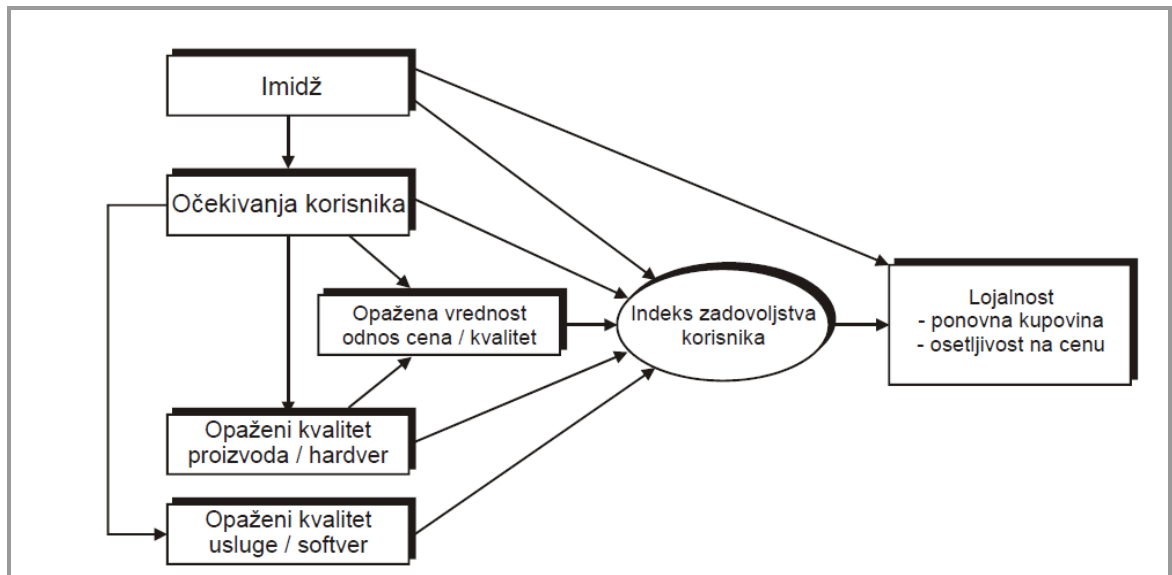 Imidž
Očekivanja korisnika
Opažena vrednost
odnos cena / kvalitet
Indeks zadovoljstva
korisnika
Lojalnost
- ponovna kupovina
- osetljivost na cenu
Opaženi kvalitet
proizvoda / hardver
Opaženi kvalitet
usluge / softver